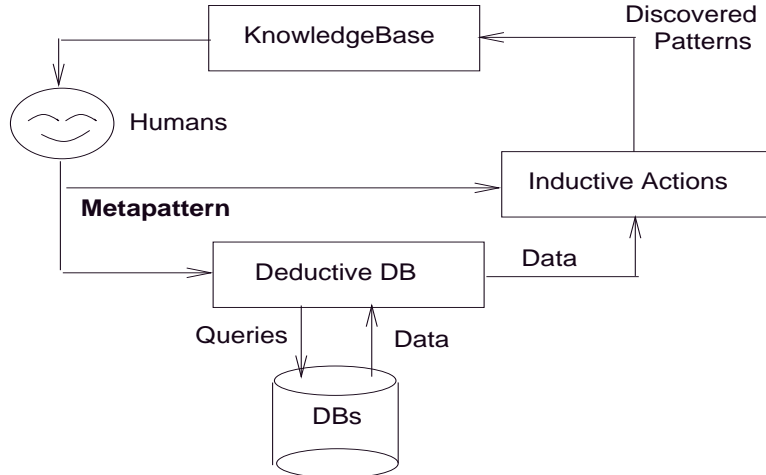 Discovered
Patterns
KnowledgeBase
Humans
Inductive Actions
Metapattern
Deductive DB
Data
Queries
Data
DBs